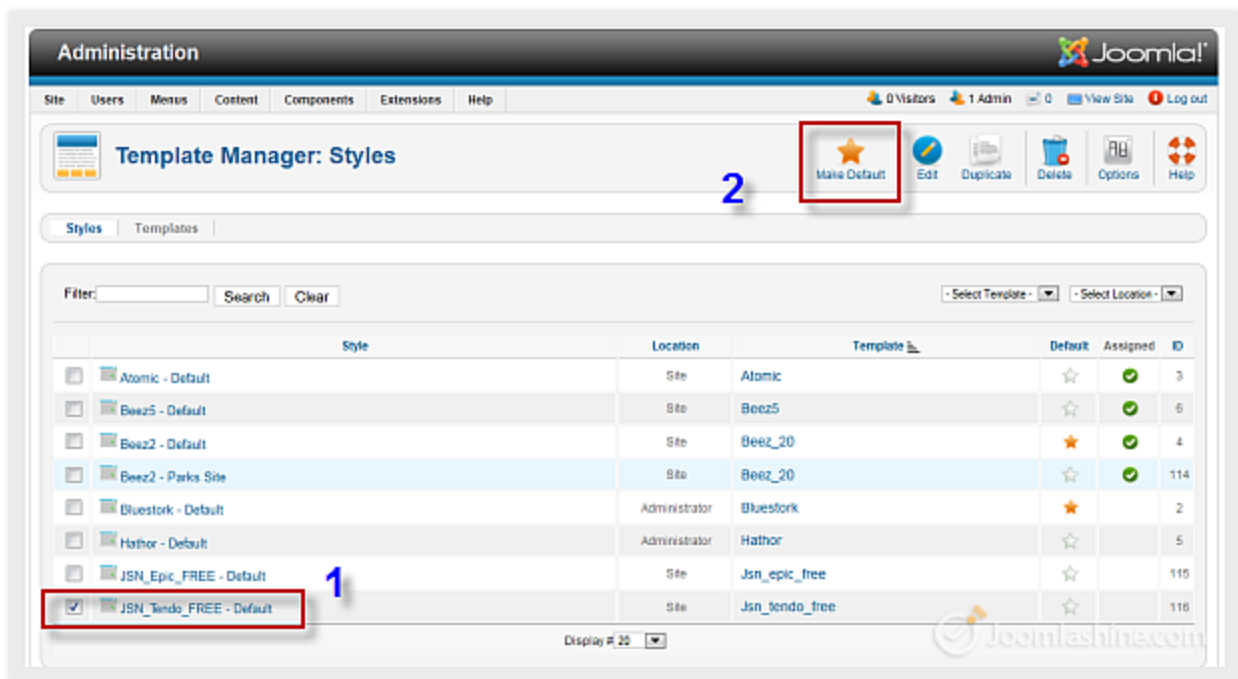 Administration Joomla!
Site Users Menus Content Components Extensions Help 0 Visitors 1 Admin 0 View Site Log out
Template Manager: Styles Make Default Edit Duplicate Delete Options Help
2
Styles Templates
Filter: Search Clear - Select Template - - Select Location -
Style Location Template Default Assigned ID
Atomic - Default Site Atomic 3
Beez5 - Default Site Beez5 6
Beez2 - Default Site Beez_20 4
Beez2 - Parks Site Site Beez_20 114
Bluestork - Default Administrator Bluestork 2
Hathor - Default Administrator Hathor 5
JSN_Epic_FREE - Default Site Jsn_epic_free 115
1
JSN_Tendo_FREE - Default Site Jsn_tendo_free 116
Display # 20
Joomlashine.com